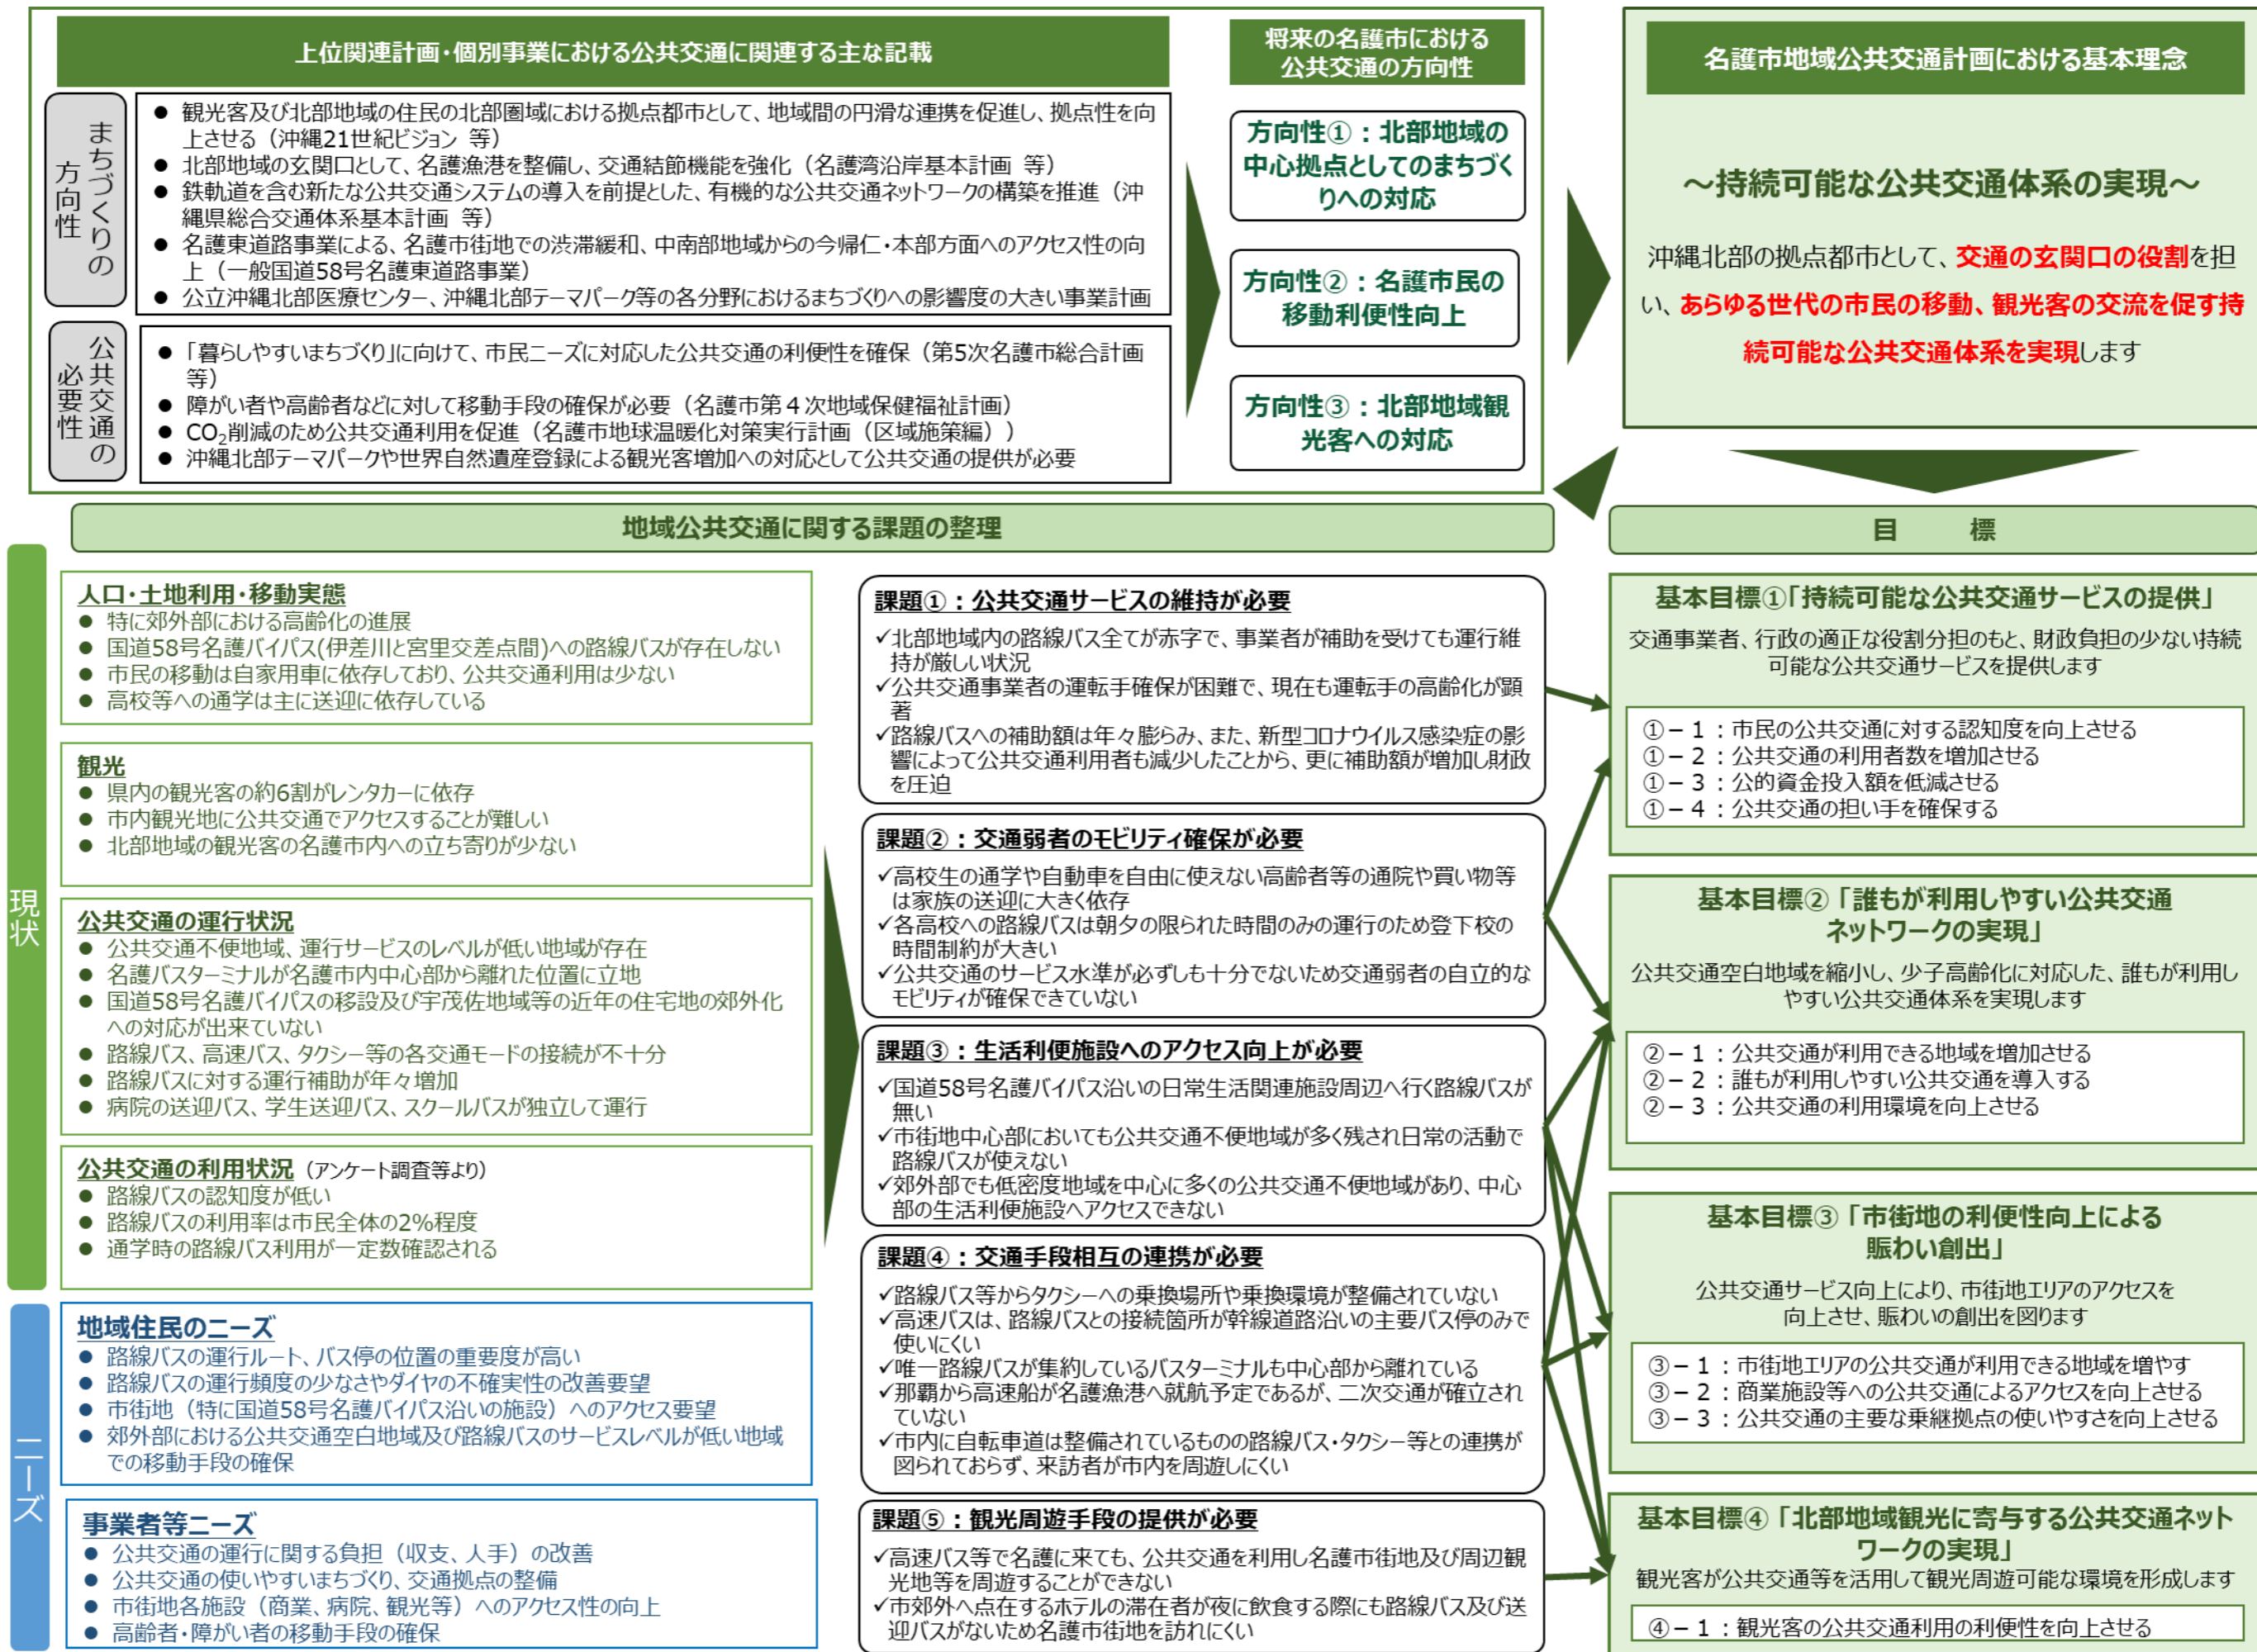 上位関連計画・個別事業における公共交通に関連する主な記載
まちづくりの
方向性
● 観光客及び北部地域の住民の北部圏域における拠点都市として、地域間の円滑な連携を促進し、拠点性を向
上させる（沖縄21世紀ビジョン 等）
● 北部地域の玄関口として、名護漁港を整備し、交通結節機能を強化（名護湾沿岸基本計画 等）
● 鉄軌道を含む新たな公共交通システムの導入を前提とした、有機的な公共交通ネットワークの構築を推進（沖
縄県総合交通体系基本計画 等）
● 名護東道路事業による、名護市街地での渋滞緩和、中南部地域からの今帰仁・本部方面へのアクセス性の向
上（一般国道58号名護東道路事業）
● 公立沖縄北部医療センター、沖縄北部テーマパーク等の各分野におけるまちづくりへの影響度の大きい事業計画
公共交通の
必要性
● 「暮らしやすいまちづくり」に向けて、市民ニーズに対応した公共交通の利便性を確保（第5次名護市総合計画
等）
● 障がい者や高齢者などに対して移動手段の確保が必要（名護市第４次地域保健福祉計画）
● CO₂削減のため公共交通利用を促進（名護市地球温暖化対策実行計画（区域施策編））
● 沖縄北部テーマパークや世界自然遺産登録による観光客増加への対応として公共交通の提供が必要
将来の名護市における
公共交通の方向性
方向性①：北部地域の
中心拠点としてのまちづく
りへの対応
方向性②：名護市民の
移動利便性向上
方向性③：北部地域観
光客への対応
名護市地域公共交通計画における基本理念
～持続可能な公共交通体系の実現～
沖縄北部の拠点都市として、交通の玄関口の役割を担
い、あらゆる世代の市民の移動、観光客の交流を促す持
続可能な公共交通体系を実現します
地域公共交通に関する課題の整理
現状
人口・土地利用・移動実態
● 特に郊外部における高齢化の進展
● 国道58号名護バイパス(伊差川と宮里交差点間)への路線バスが存在しない
● 市民の移動は自家用車に依存しており、公共交通利用は少ない
● 高校等への通学は主に送迎に依存している
観光
● 県内の観光客の約6割がレンタカーに依存
● 市内観光地に公共交通でアクセスすることが難しい
● 北部地域の観光客の名護市内への立ち寄りが少ない
公共交通の運行状況
● 公共交通不便地域、運行サービスのレベルが低い地域が存在
● 名護バスターミナルが名護市内中心部から離れた位置に立地
● 国道58号名護バイパスの移設及び宇茂佐地域等の近年の住宅地の郊外化
への対応が出来ていない
● 路線バス、高速バス、タクシー等の各交通モードの接続が不十分
● 路線バスに対する運行補助が年々増加
● 病院の送迎バス、学生送迎バス、スクールバスが独立して運行
公共交通の利用状況（アンケート調査等より）
● 路線バスの認知度が低い
● 路線バスの利用率は市民全体の2%程度
● 通学時の路線バス利用が一定数確認される
ニーズ
地域住民のニーズ
● 路線バスの運行ルート、バス停の位置の重要度が高い
● 路線バスの運行頻度の少なさやダイヤの不確実性の改善要望
● 市街地（特に国道58号名護バイパス沿いの施設）へのアクセス要望
● 郊外部における公共交通空白地域及び路線バスのサービスレベルが低い地域
での移動手段の確保
事業者等ニーズ
● 公共交通の運行に関する負担（収支、人手）の改善
● 公共交通の使いやすいまちづくり、交通拠点の整備
● 市街地各施設（商業、病院、観光等）へのアクセス性の向上
● 高齢者・障がい者の移動手段の確保
課題①：公共交通サービスの維持が必要
✓北部地域内の路線バス全てが赤字で、事業者が補助を受けても運行維
持が厳しい状況
✓公共交通事業者の運転手確保が困難で、現在も運転手の高齢化が顕
著
✓路線バスへの補助額は年々膨らみ、また、新型コロナウイルス感染症の影
響によって公共交通利用者も減少したことから、更に補助額が増加し財政
を圧迫
課題②：交通弱者のモビリティ確保が必要
✓高校生の通学や自動車を自由に使えない高齢者等の通院や買い物等
は家族の送迎に大きく依存
✓各高校への路線バスは朝夕の限られた時間のみの運行のため登下校の
時間制約が大きい
✓公共交通のサービス水準が必ずしも十分でないため交通弱者の自立的な
モビリティが確保できていない
課題③：生活利便施設へのアクセス向上が必要
✓国道58号名護バイパス沿いの日常生活関連施設周辺へ行く路線バスが
無い
✓市街地中心部においても公共交通不便地域が多く残され日常の活動で
路線バスが使えない
✓郊外部でも低密度地域を中心に多くの公共交通不便地域があり、中心
部の生活利便施設へアクセスできない
課題④：交通手段相互の連携が必要
✓路線バス等からタクシーへの乗換場所や乗換環境が整備されていない
✓高速バスは、路線バスとの接続箇所が幹線道路沿いの主要バス停のみで
使いにくい
✓唯一路線バスが集約しているバスターミナルも中心部から離れている
✓那覇から高速船が名護漁港へ就航予定であるが、二次交通が確立され
ていない
✓市内に自転車道は整備されているものの路線バス・タクシー等との連携が
図られておらず、来訪者が市内を周遊しにくい
課題⑤：観光周遊手段の提供が必要
✓高速バス等で名護に来ても、公共交通を利用し名護市街地及び周辺観
光地等を周遊することができない
✓市郊外へ点在するホテルの滞在者が夜に飲食する際にも路線バス及び送
迎バスがないため名護市街地を訪れにくい
目　標
基本目標①「持続可能な公共交通サービスの提供」
交通事業者、行政の適正な役割分担のもと、財政負担の少ない持続
可能な公共交通サービスを提供します
①－１：市民の公共交通に対する認知度を向上させる
①－２：公共交通の利用者数を増加させる
①－３：公的資金投入額を低減させる
①－４：公共交通の担い手を確保する
基本目標②「誰もが利用しやすい公共交通
ネットワークの実現」
公共交通空白地域を縮小し、少子高齢化に対応した、誰もが利用し
やすい公共交通体系を実現します
②－１：公共交通が利用できる地域を増加させる
②－２：誰もが利用しやすい公共交通を導入する
②－３：公共交通の利用環境を向上させる
基本目標③「市街地の利便性向上による
賑わい創出」
公共交通サービス向上により、市街地エリアのアクセスを
向上させ、賑わいの創出を図ります
③－１：市街地エリアの公共交通が利用できる地域を増やす
③－２：商業施設等への公共交通によるアクセスを向上させる
③－３：公共交通の主要な乗継拠点の使いやすさを向上させる
基本目標④「北部地域観光に寄与する公共交通ネット
ワークの実現」
観光客が公共交通等を活用して観光周遊可能な環境を形成します
④－１：観光客の公共交通利用の利便性を向上させる